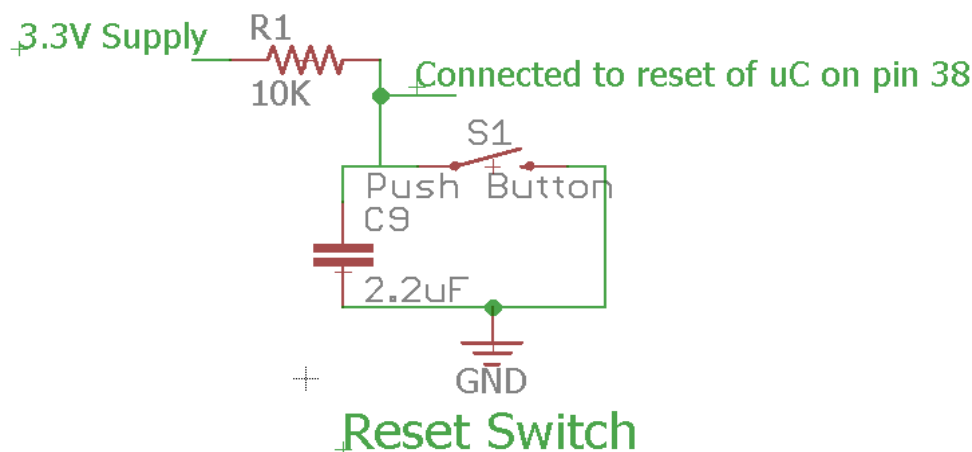 R1
3.3V Supply
10K
Connected to reset of uC on pin 38
S1
Push Button
C9
2.2uF
GND
Reset Switch